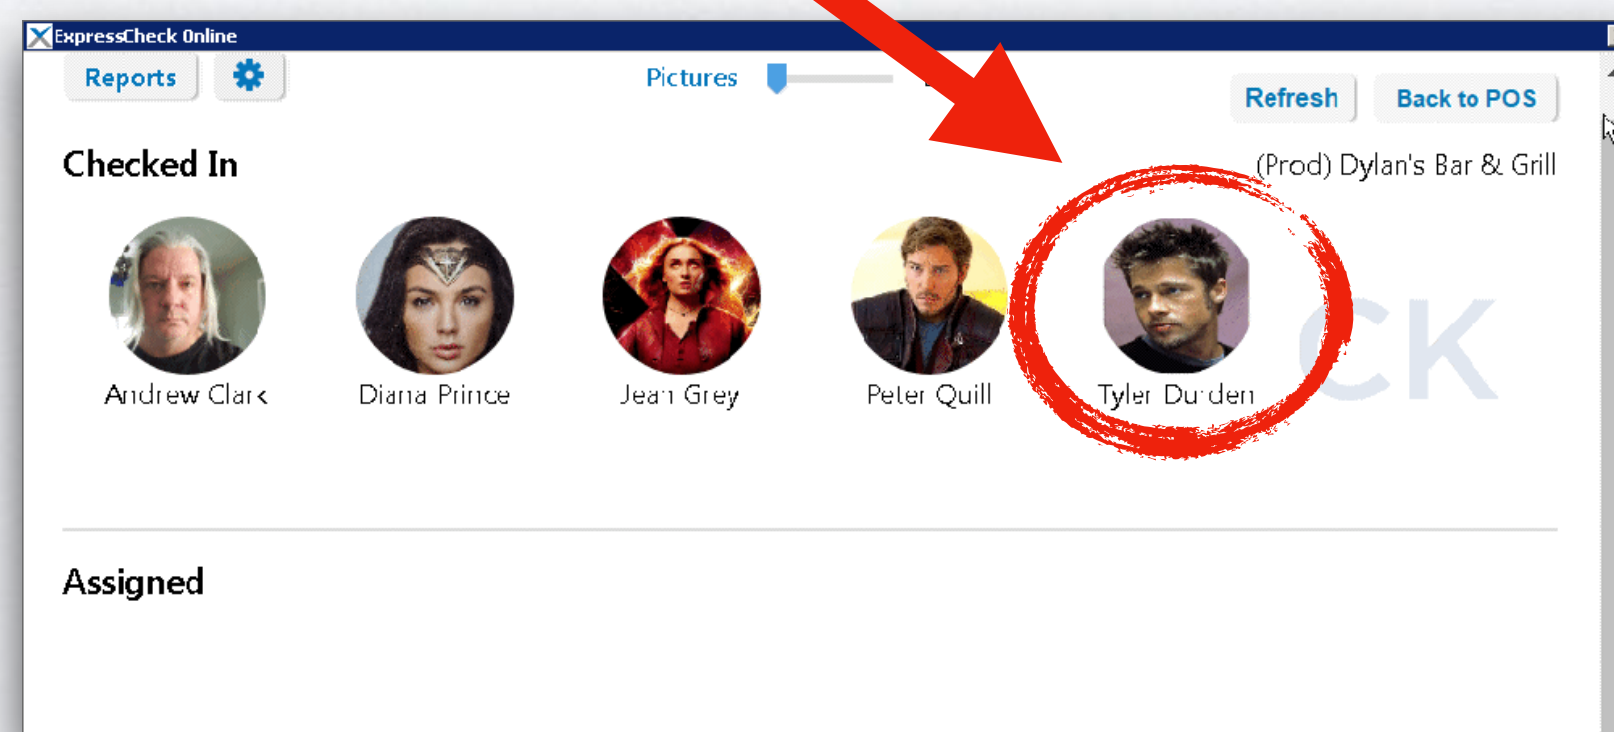 ExpressCheck Online
Reports
Pictures
Refresh
Back to POS
Checked In
(Prod) Dylan's Bar & Grill
CK
Andrew Clark
Diana Prince
Jean Grey
Peter Quill
Tyler Durden
Assigned